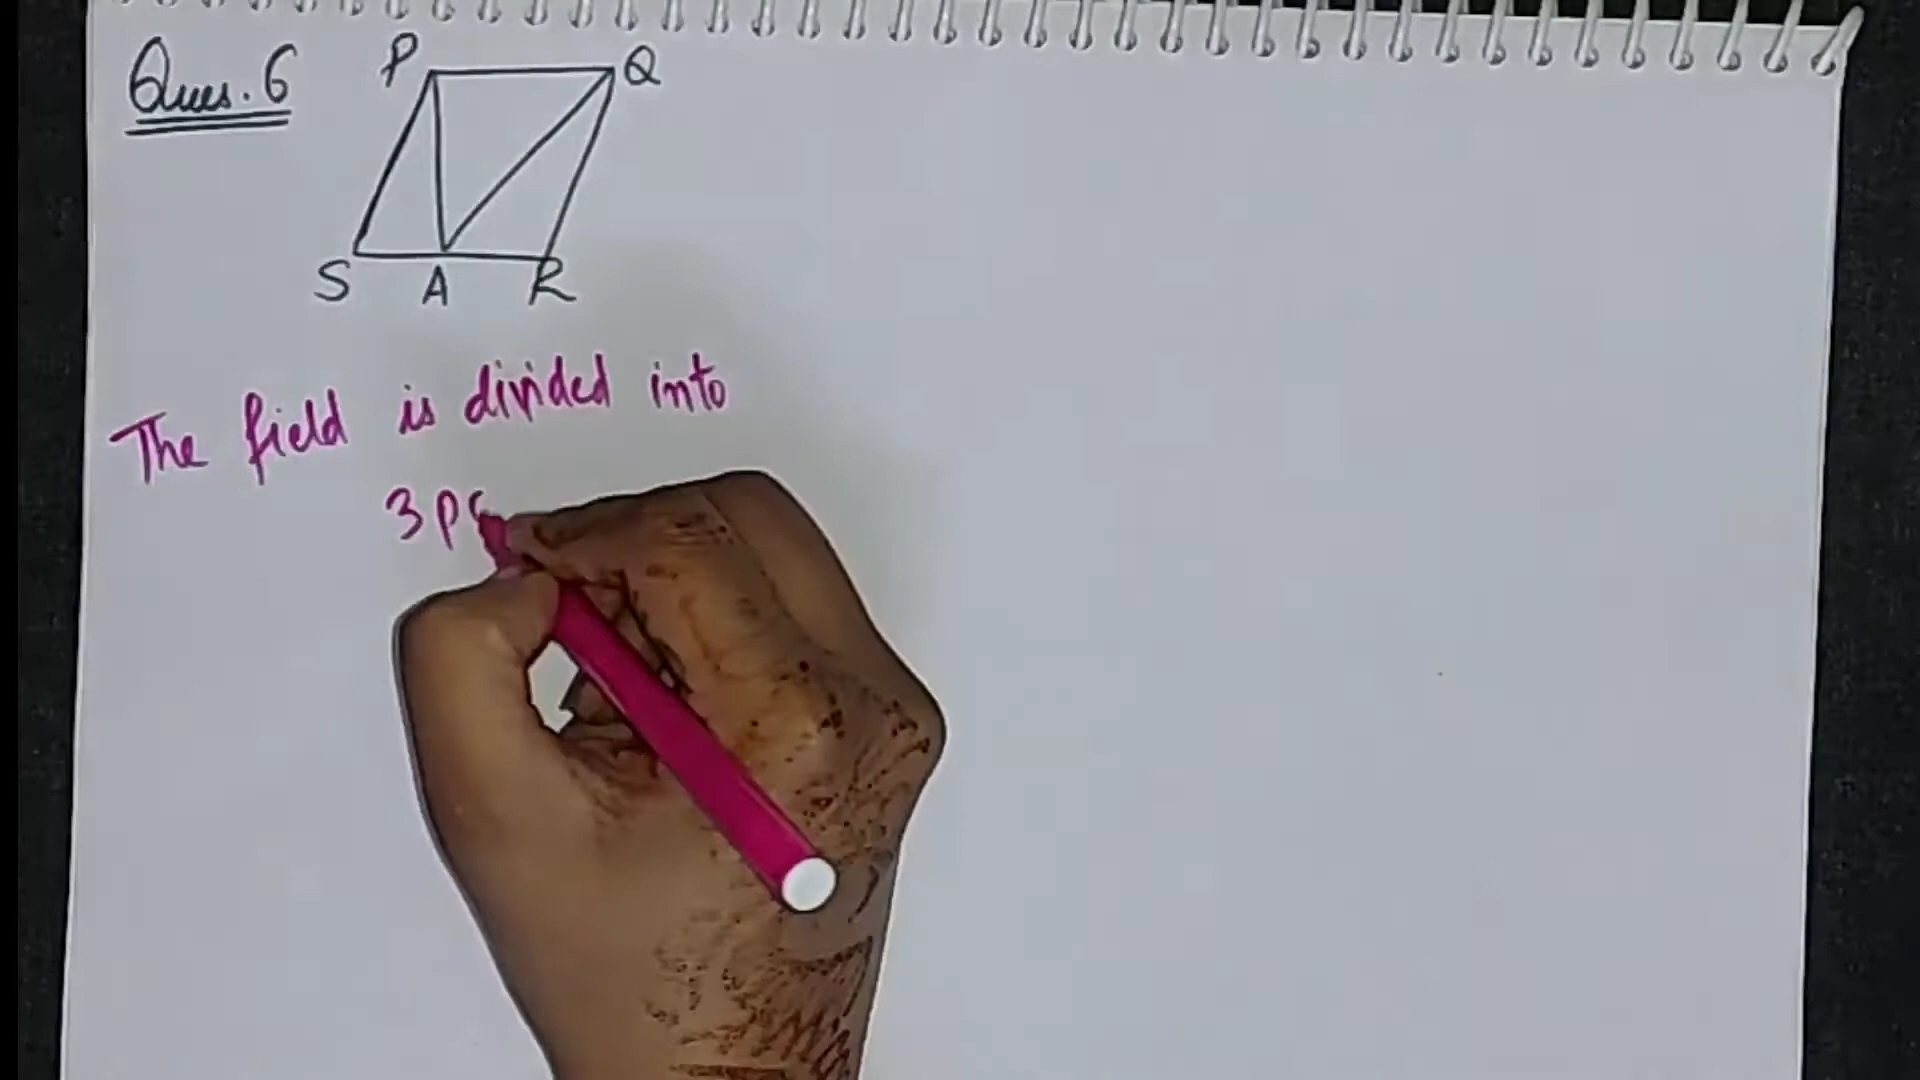 Ques. 6
P Q
S A R
The field is divided into
3